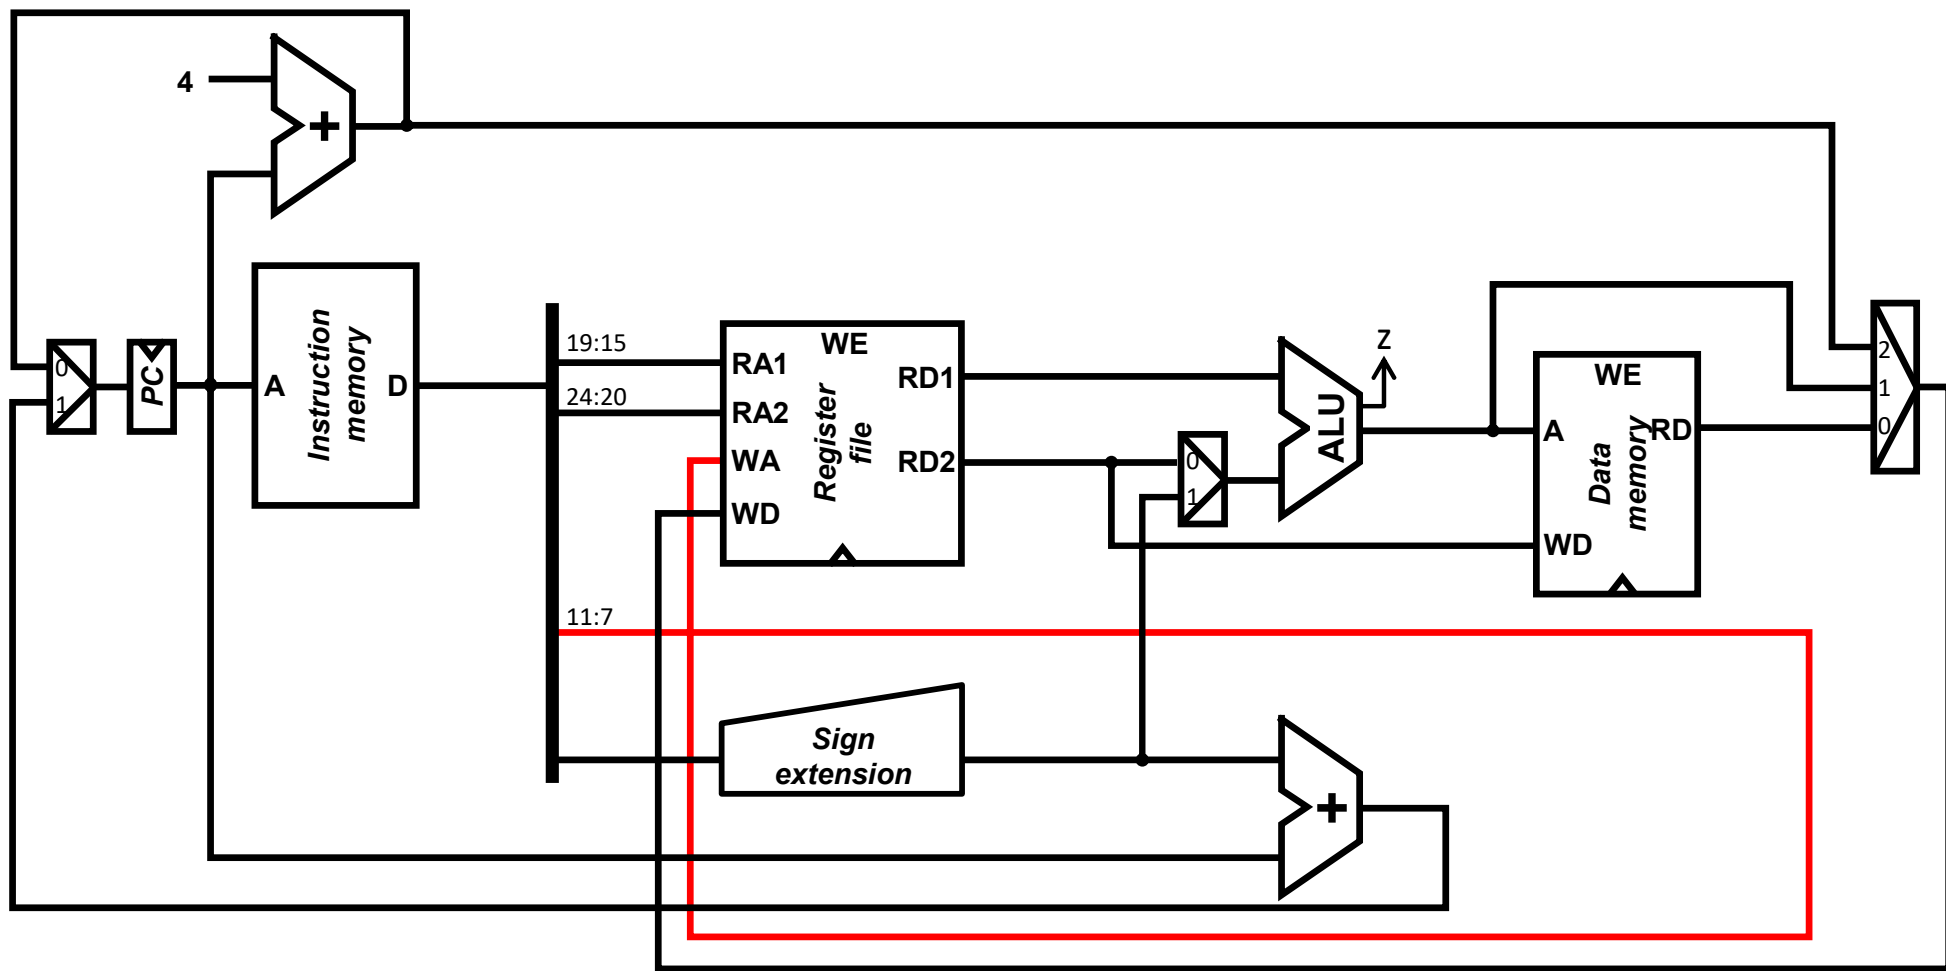 4
+
Z
0
1
PC
A
Instruction
memory
D
19:15
24:20
11:7
WE
RA1
RA2
WA
WD
Register
file
RD1
RD2
0
1
ALU
WE
A
Data
memory
RD
WD
2
1
0
Sign
extension
+